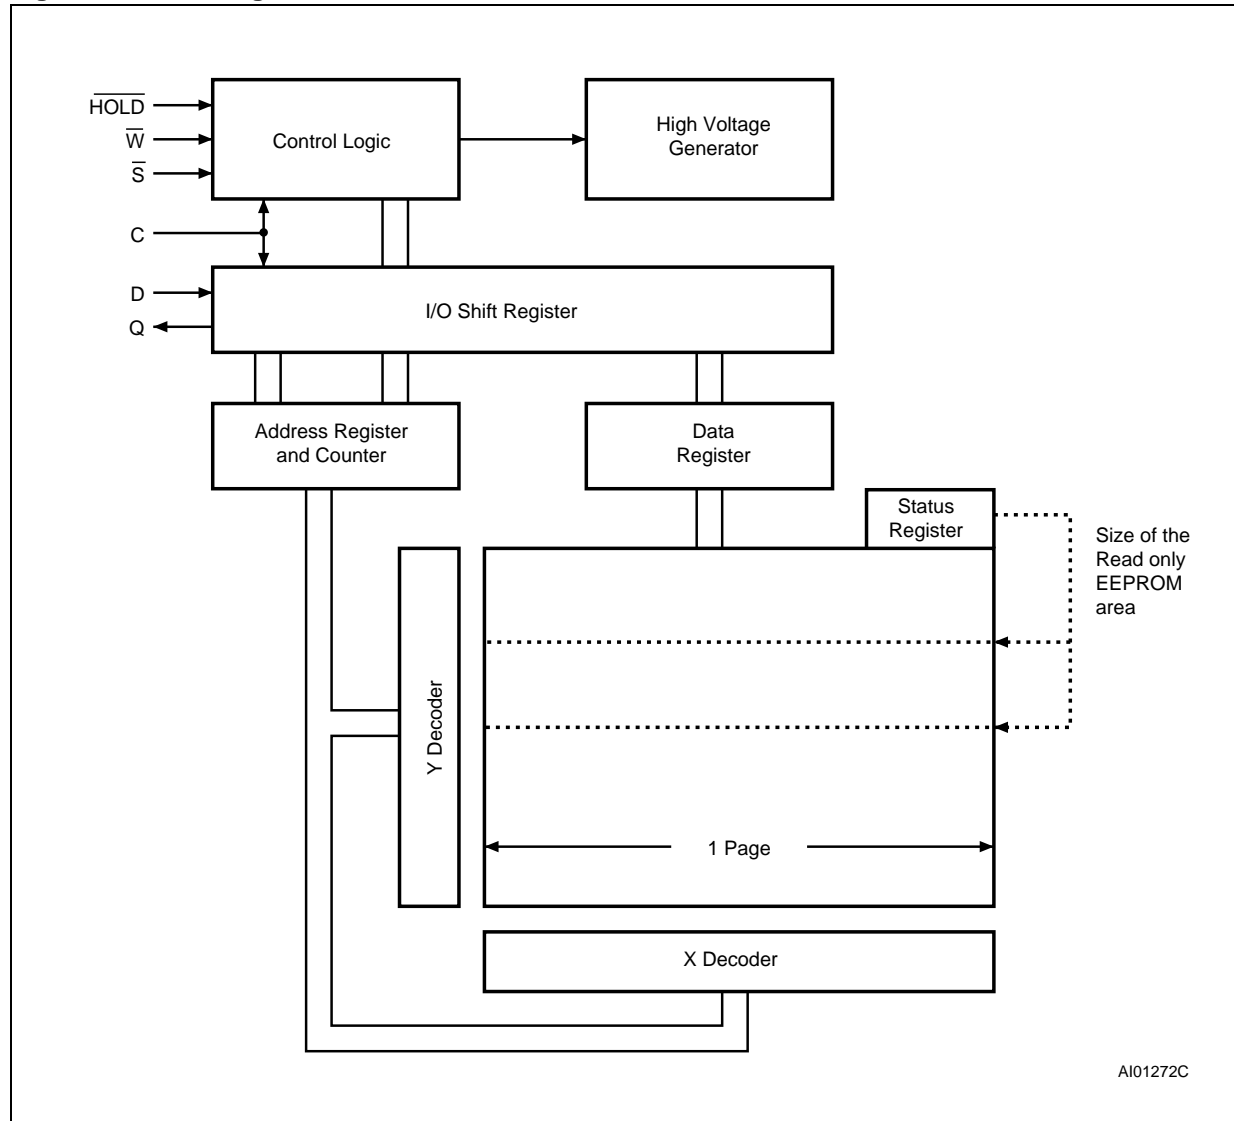 HOLD
W
S
C
D
Q
Control Logic
High Voltage
Generator
I/O Shift Register
Address Register
and Counter
Data
Register
Status
Register
Size of the
Read only
EEPROM
area
Y Decoder
1 Page
X Decoder
AI01272C